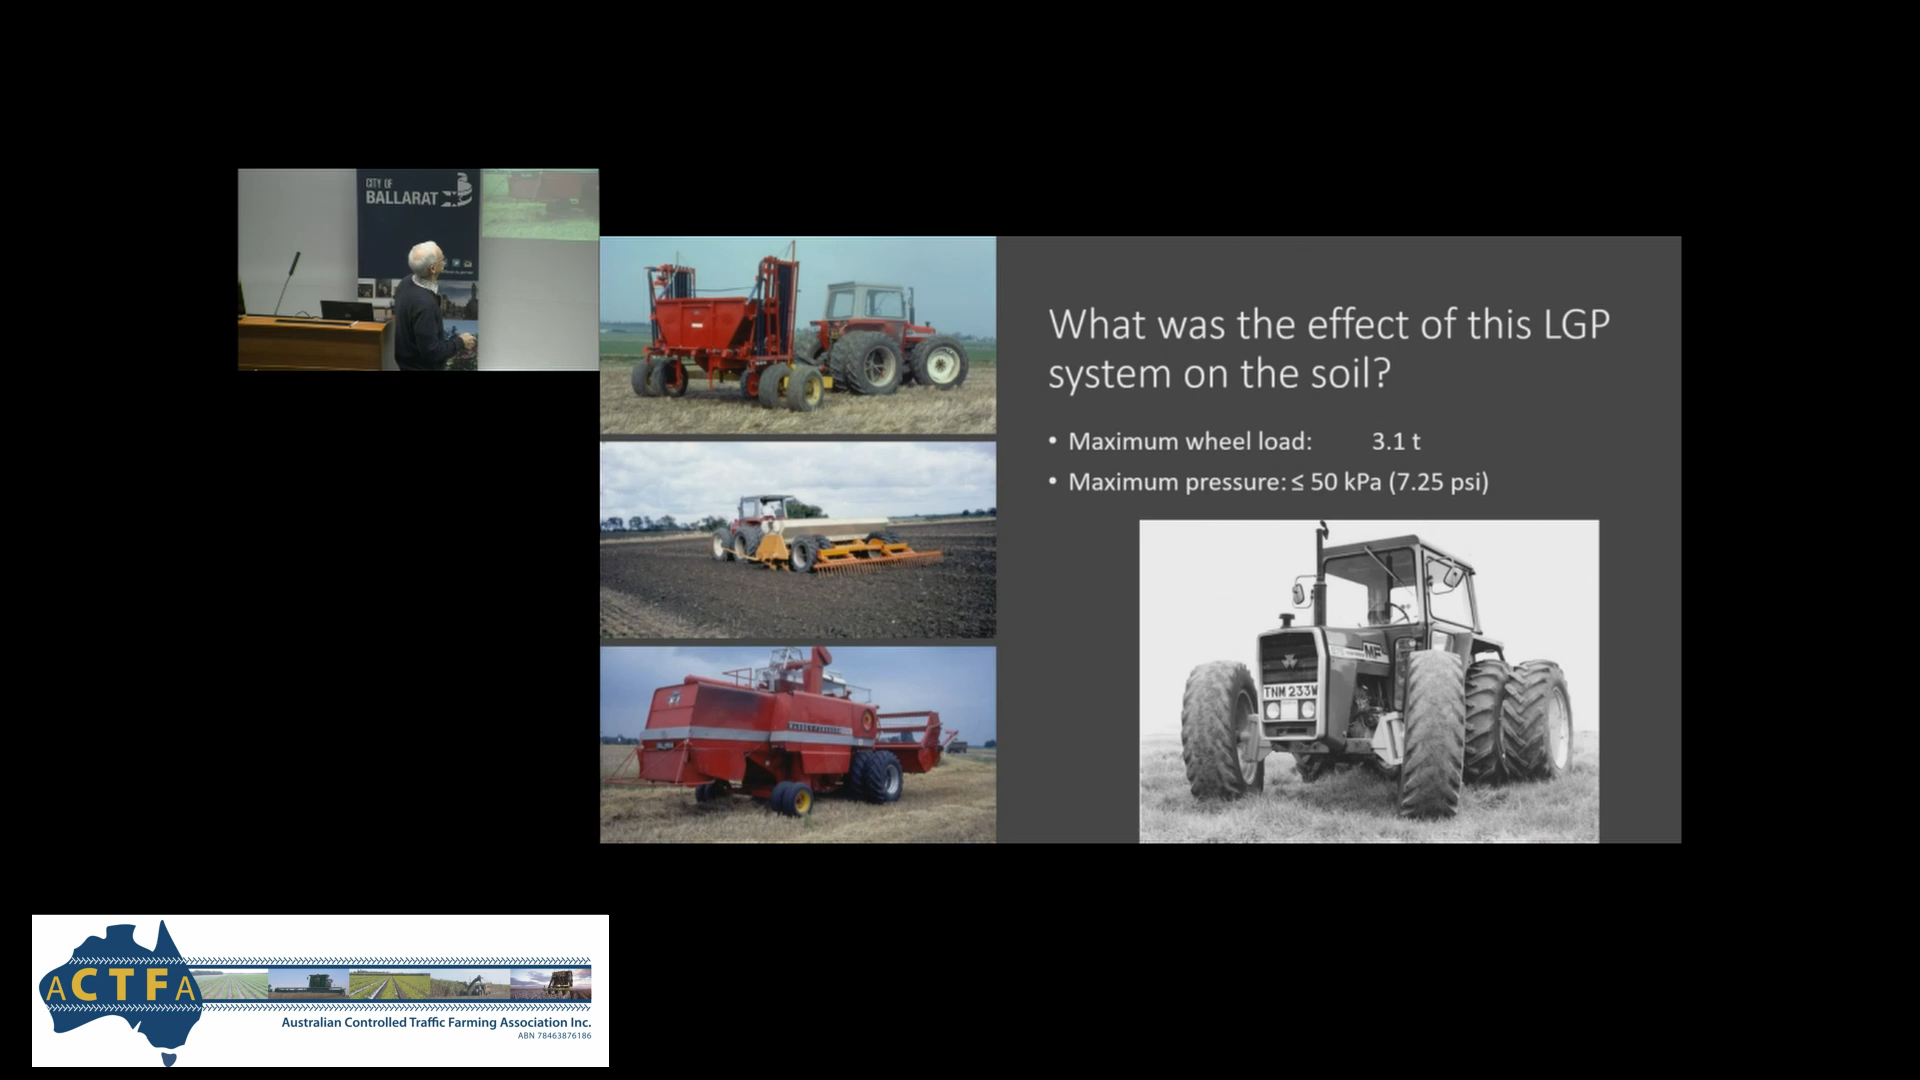 CITY OF
BALLARAT
What was the effect of this LGP
system on the soil?
• Maximum wheel load: 3.1 t
• Maximum pressure: ≤ 50 kPa (7.25 psi)
MF
TNM 233W
ACTFA
Australian Controlled Traffic Farming Association Inc.
ABN 78463876186